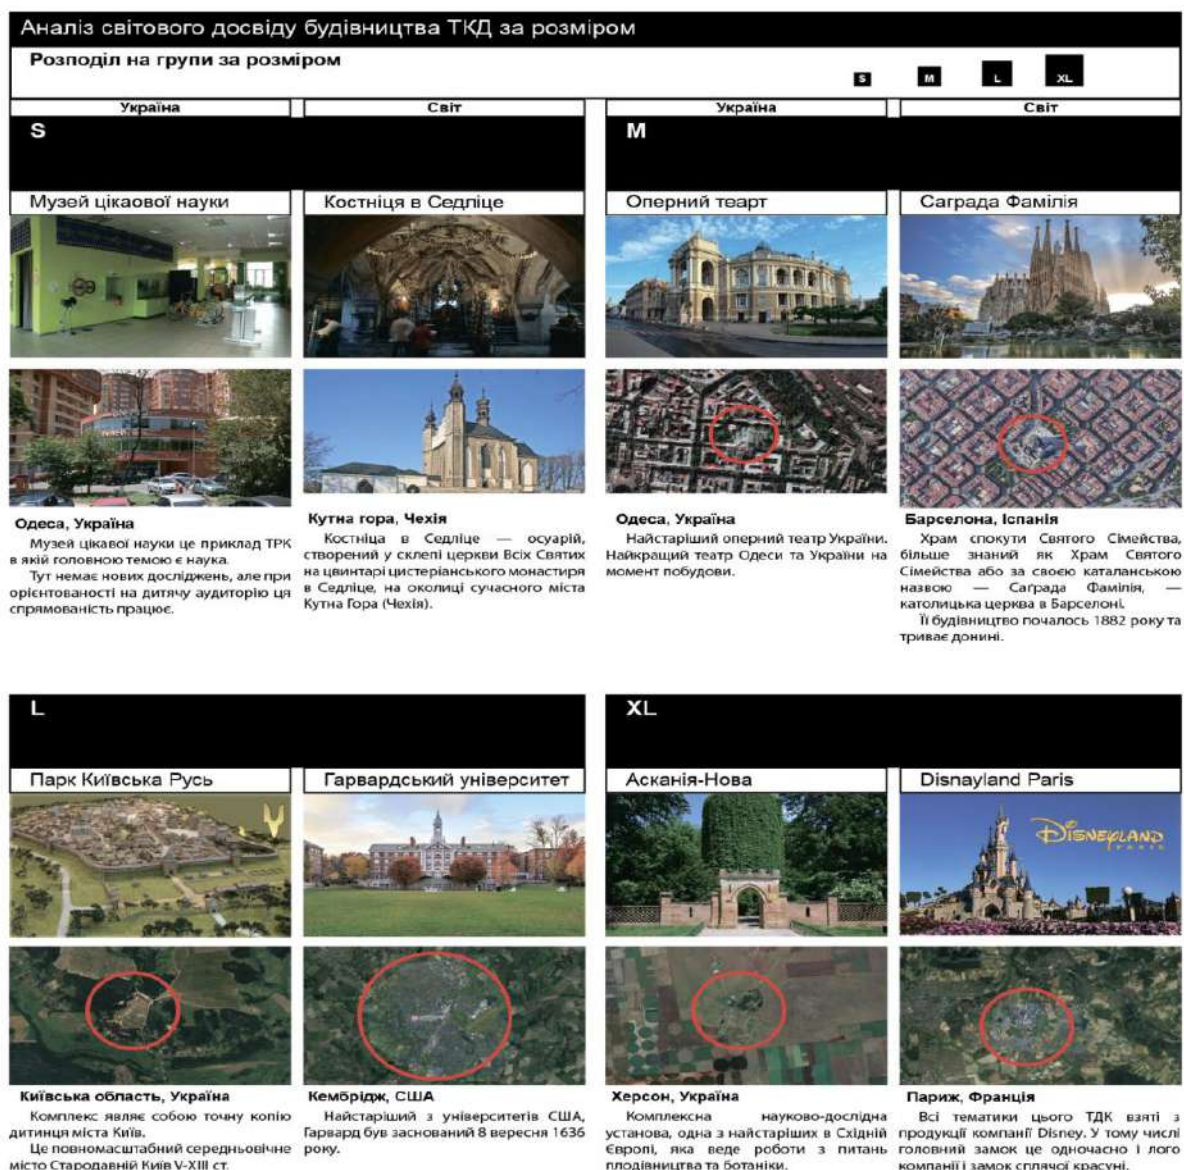 Аналіз світового досвіду будівництва ТКД за розміром
Розподіл на групи за розміром
S M L XL
Україна Світ Україна Світ
S
Музей цікаової науки
Костніця в Седліце
Одеса, Україна
Музей цікавої науки це приклад ТРК
в якій головною темою є наука.
Тут немає нових досліджень, але при
орієнтованості на дитячу аудиторію ця
спрямованість працює.
Кутна гора, Чехія
Костніца в Седліце — осуарій,
створений у склепі церкви Всіх Святих
на цвинтарі цистеріанського монастиря
в Седліце, на околиці сучасного міста
Кутна Гора (Чехія).
M
Оперний теарт
Саграда Фамілія
Одеса, Україна
Найстаріший оперний театр України.
Найкращий театр Одеси та України на
момент побудови.
Барселона, Іспанія
Храм спокути Святого Сімейства,
більше знаний як Храм Святого
Сімейства або за своєю каталанською
назвою — Саґрада Фамілія, —
католицька церква в Барселоні.
Її будівництво почалось 1882 року та
триває донині.
L
Парк Київська Русь
Гарвардський університет
Київська область, Україна
Комплекс являє собою точну копію
дитинця міста Київ.
Це повномасштабний середньовічне
місто Стародавній Київ V-XIII ст.
Кембрідж, США
Найстаріший з університетів США,
Гарвард був заснований 8 вересня 1636
року.
XL
Асканія-Нова
Disnayland Paris
DISNEYLAND
PARIS
Херсон, Україна
Комплексна науково-дослідна
установа, одна з найстаріших в Східній
Європі, яка веде роботи з питань
плодівництва та ботаніки.
Париж, Франція
Всі тематики цього ТДК взяті з
продукції компанії Disney. У тому числі
головний замок це одночасно і лого
компанії і замок сплячої красуні.